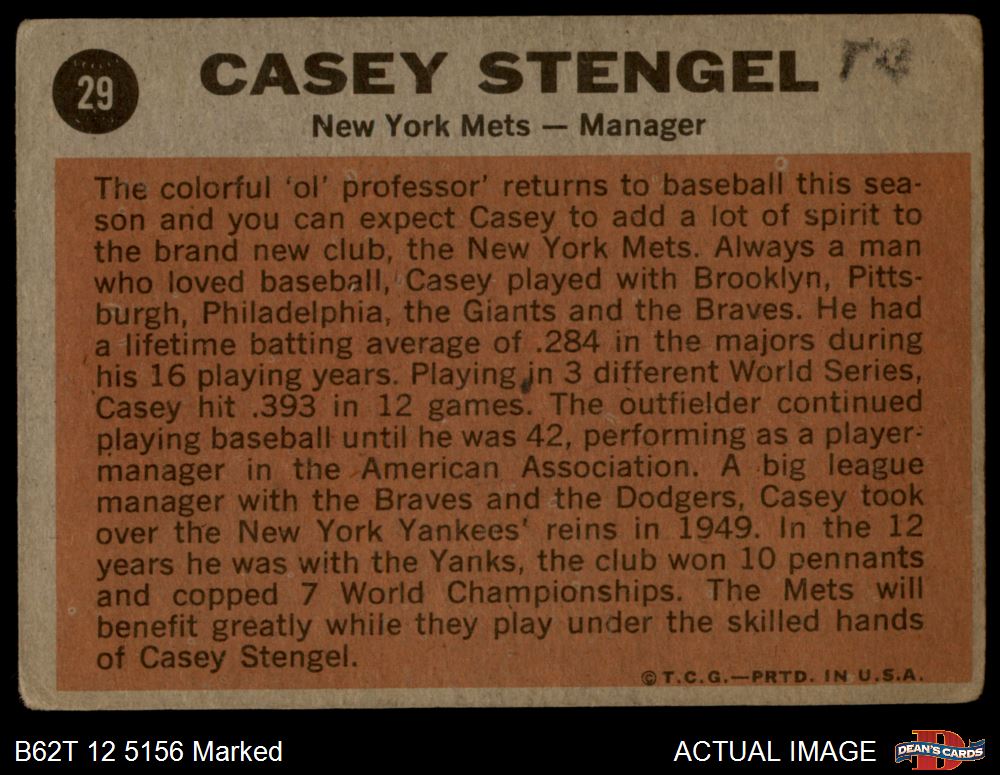 29
CASEY STENGEL
New York Mets — Manager
The colorful ‘ol’ professor’ returns to baseball this sea-
son and you can expect Casey to add a lot of spirit to
the brand new club, the New York Mets. Always a man
who loved baseball, Casey played with Brooklyn, Pitts-
burgh, Philadelphia, the Giants and the Braves. He had
a lifetime batting average of .284 in the majors during
his 16 playing years. Playing in 3 different World Series,
Casey hit .393 in 12 games. The outfielder continued
playing baseball until he was 42, performing as a player-
manager in the American Association. A big league
manager with the Braves and the Dodgers, Casey took
over the New York Yankees’ reins in 1949. In the 12
years he was with the Yanks, the club won 10 pennants
and copped 7 World Championships. The Mets will
benefit greatly while they play under the skilled hands
of Casey Stengel.
©T.C.G.—PRTD. IN U.S.A.
B62T 12 5156 Marked
ACTUAL IMAGE
DEAN'S CARDS